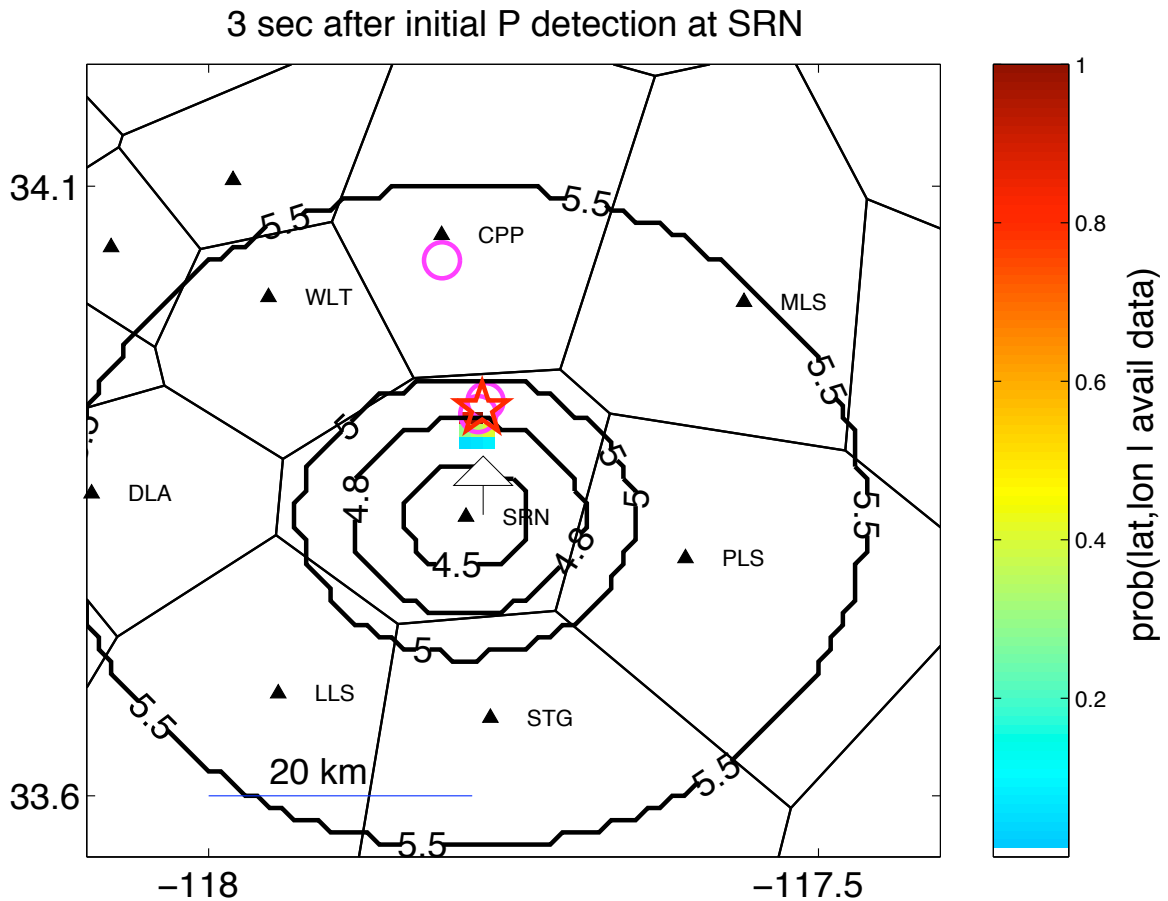 3 sec after initial P detection at SRN
34.1
33.6
−118
−117.5
5.5
5.5
CPP
WLT
MLS
5.5
.5
5
5
5
DLA
4.8
SRN
5.5
4.8
4.5
PLS
5
LLS
STG
5.5
5.5
20 km
5.5
1
0.8
0.6
0.4
0.2
prob(lat,lon | avail data)